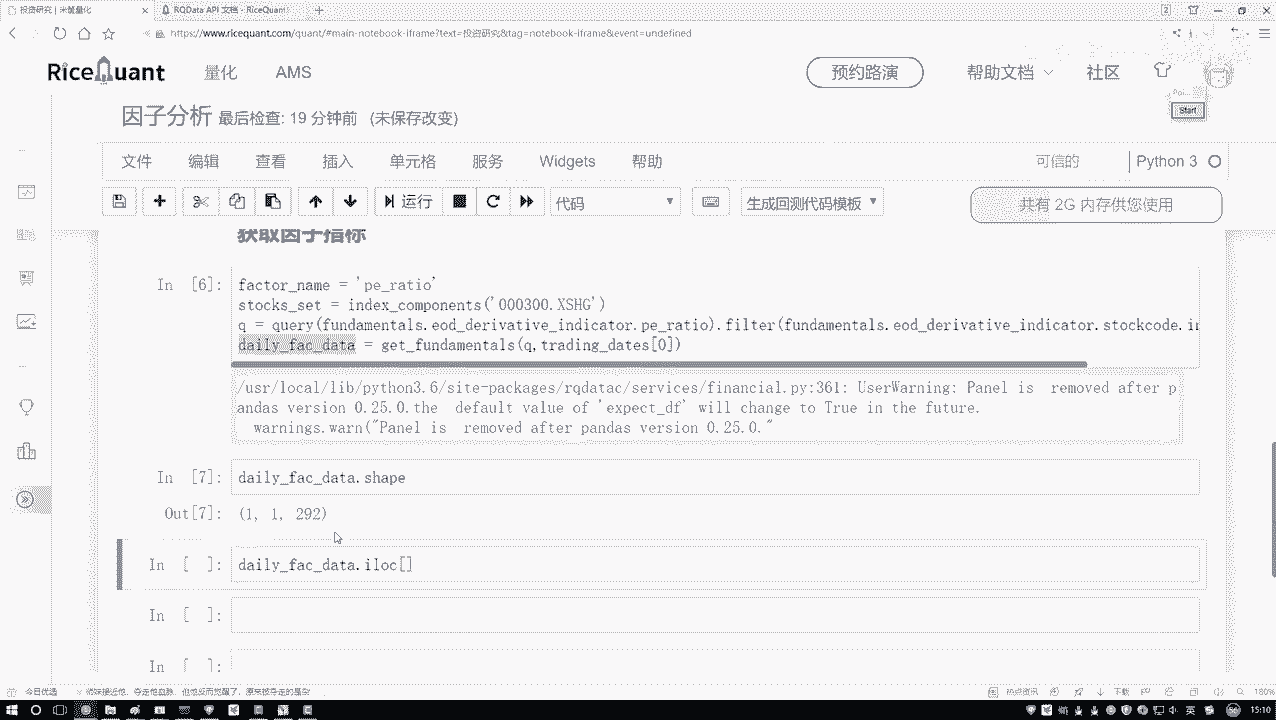 投资研究 | 米筐量化
RQData API 文档 - RiceQuant
https://www.ricequant.com/quant/#main-notebook-iframe?text=投资研究&tag=notebook-iframe&event=undefined
RiceQuant
量化
AMS
预约路演
帮助文档
社区
Start
因子分析 最后检查: 19 分钟前 (未保存改变)
文件
编辑
查看
插入
单元格
服务
Widgets
帮助
可信的
Python 3
运行
代码
生成回测代码模板
共有 2G 内存供您使用
获取因子指标
In [6]:
factor_name = 'pe_ratio'
stocks_set = index_components('000300.XSHG')
q = query(fundamentals.eod_derivative_indicator.pe_ratio).filter(fundamentals.eod_derivative_indicator.stockcode.in
daily_fac_data = get_fundamentals(q,trading_dates[0])
/usr/local/lib/python3.6/site-packages/rqdatac/services/financial.py:361: UserWarning: Panel is  removed after p
andas version 0.25.0.the  default value of 'expect_df' will change to True in the future.
warnings.warn("Panel is  removed after pandas version 0.25.0."
In [7]:
daily_fac_data.shape
Out[7]:
(1, 1, 292)
In [ ]:
daily_fac_data.iloc[]
In [ ]:
In [ ]:
今日优选
热点资讯
下载
180%
英
15:10